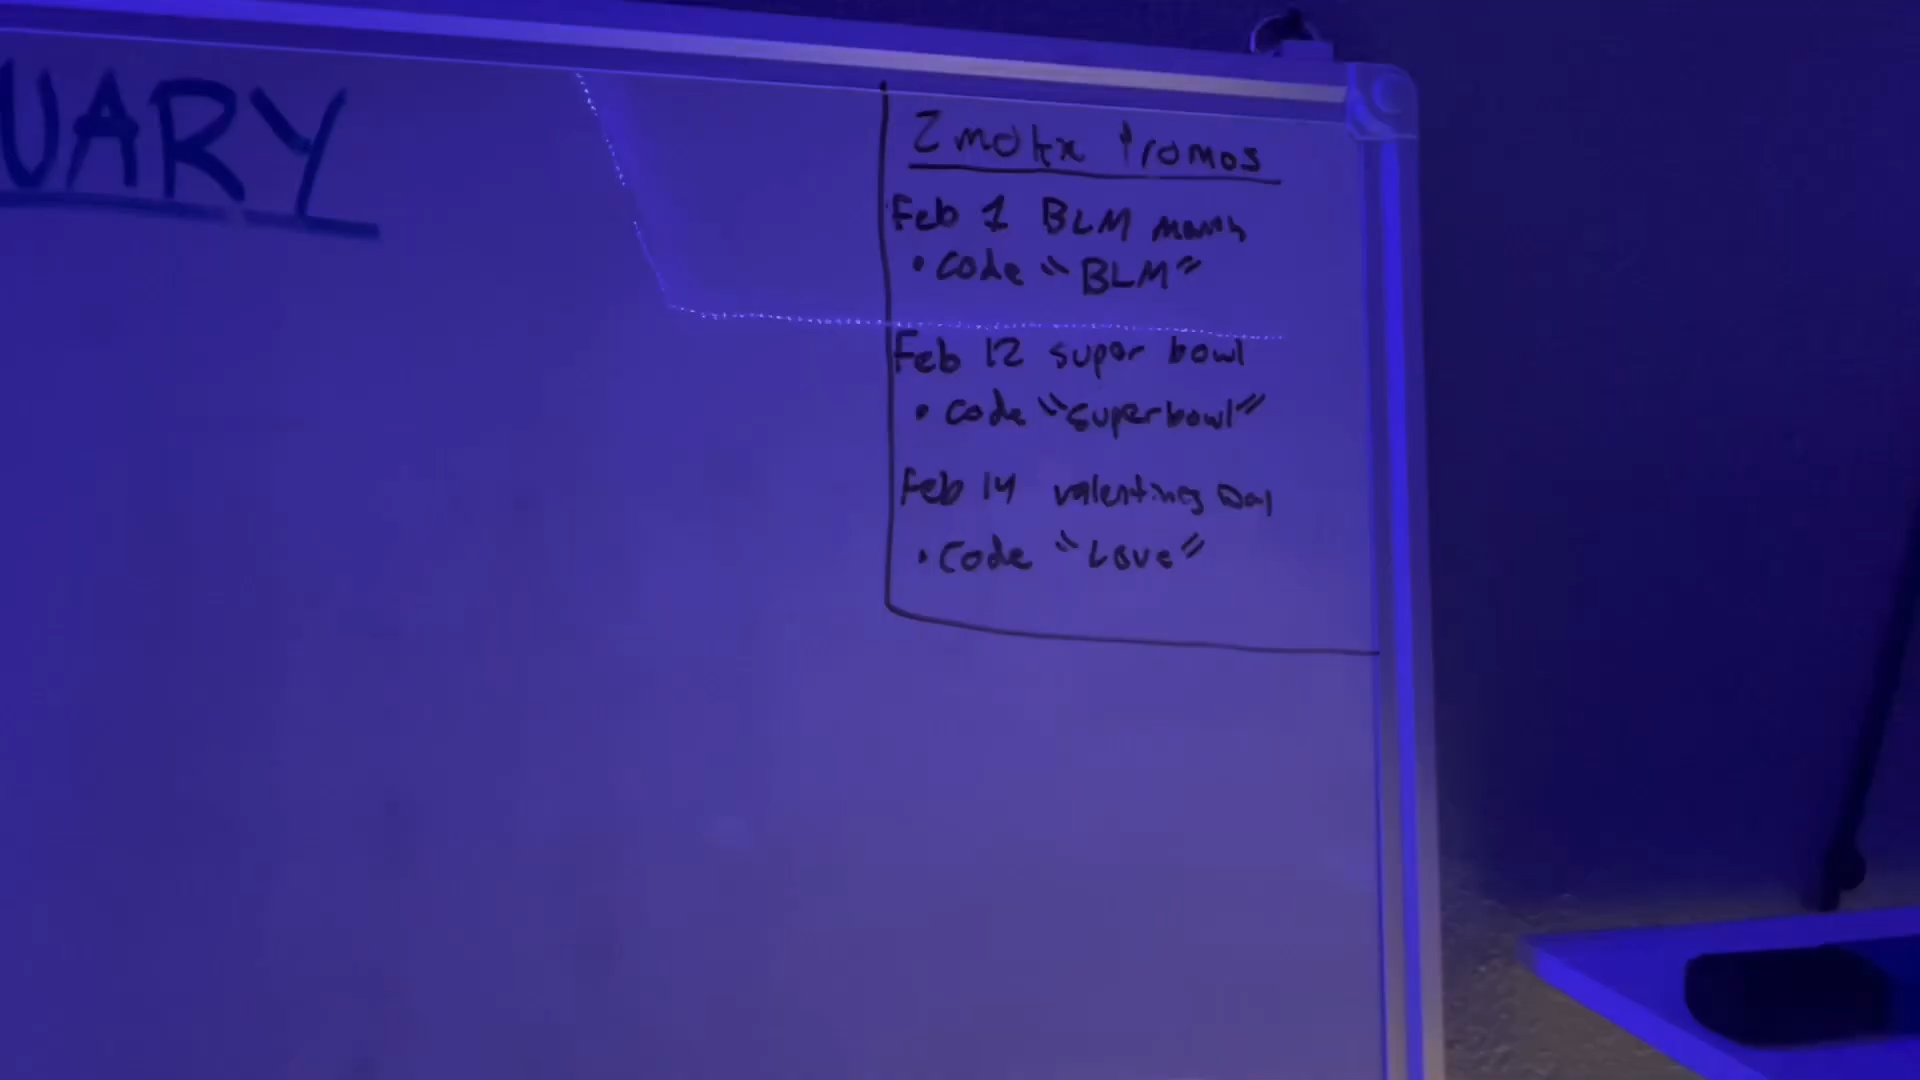 UARY
Zmokx Promos
Feb 1 BLM month
• code "BLM"
Feb 12 super bowl
• code "superbowl"
Feb 14 valentines Day
• code "Love"